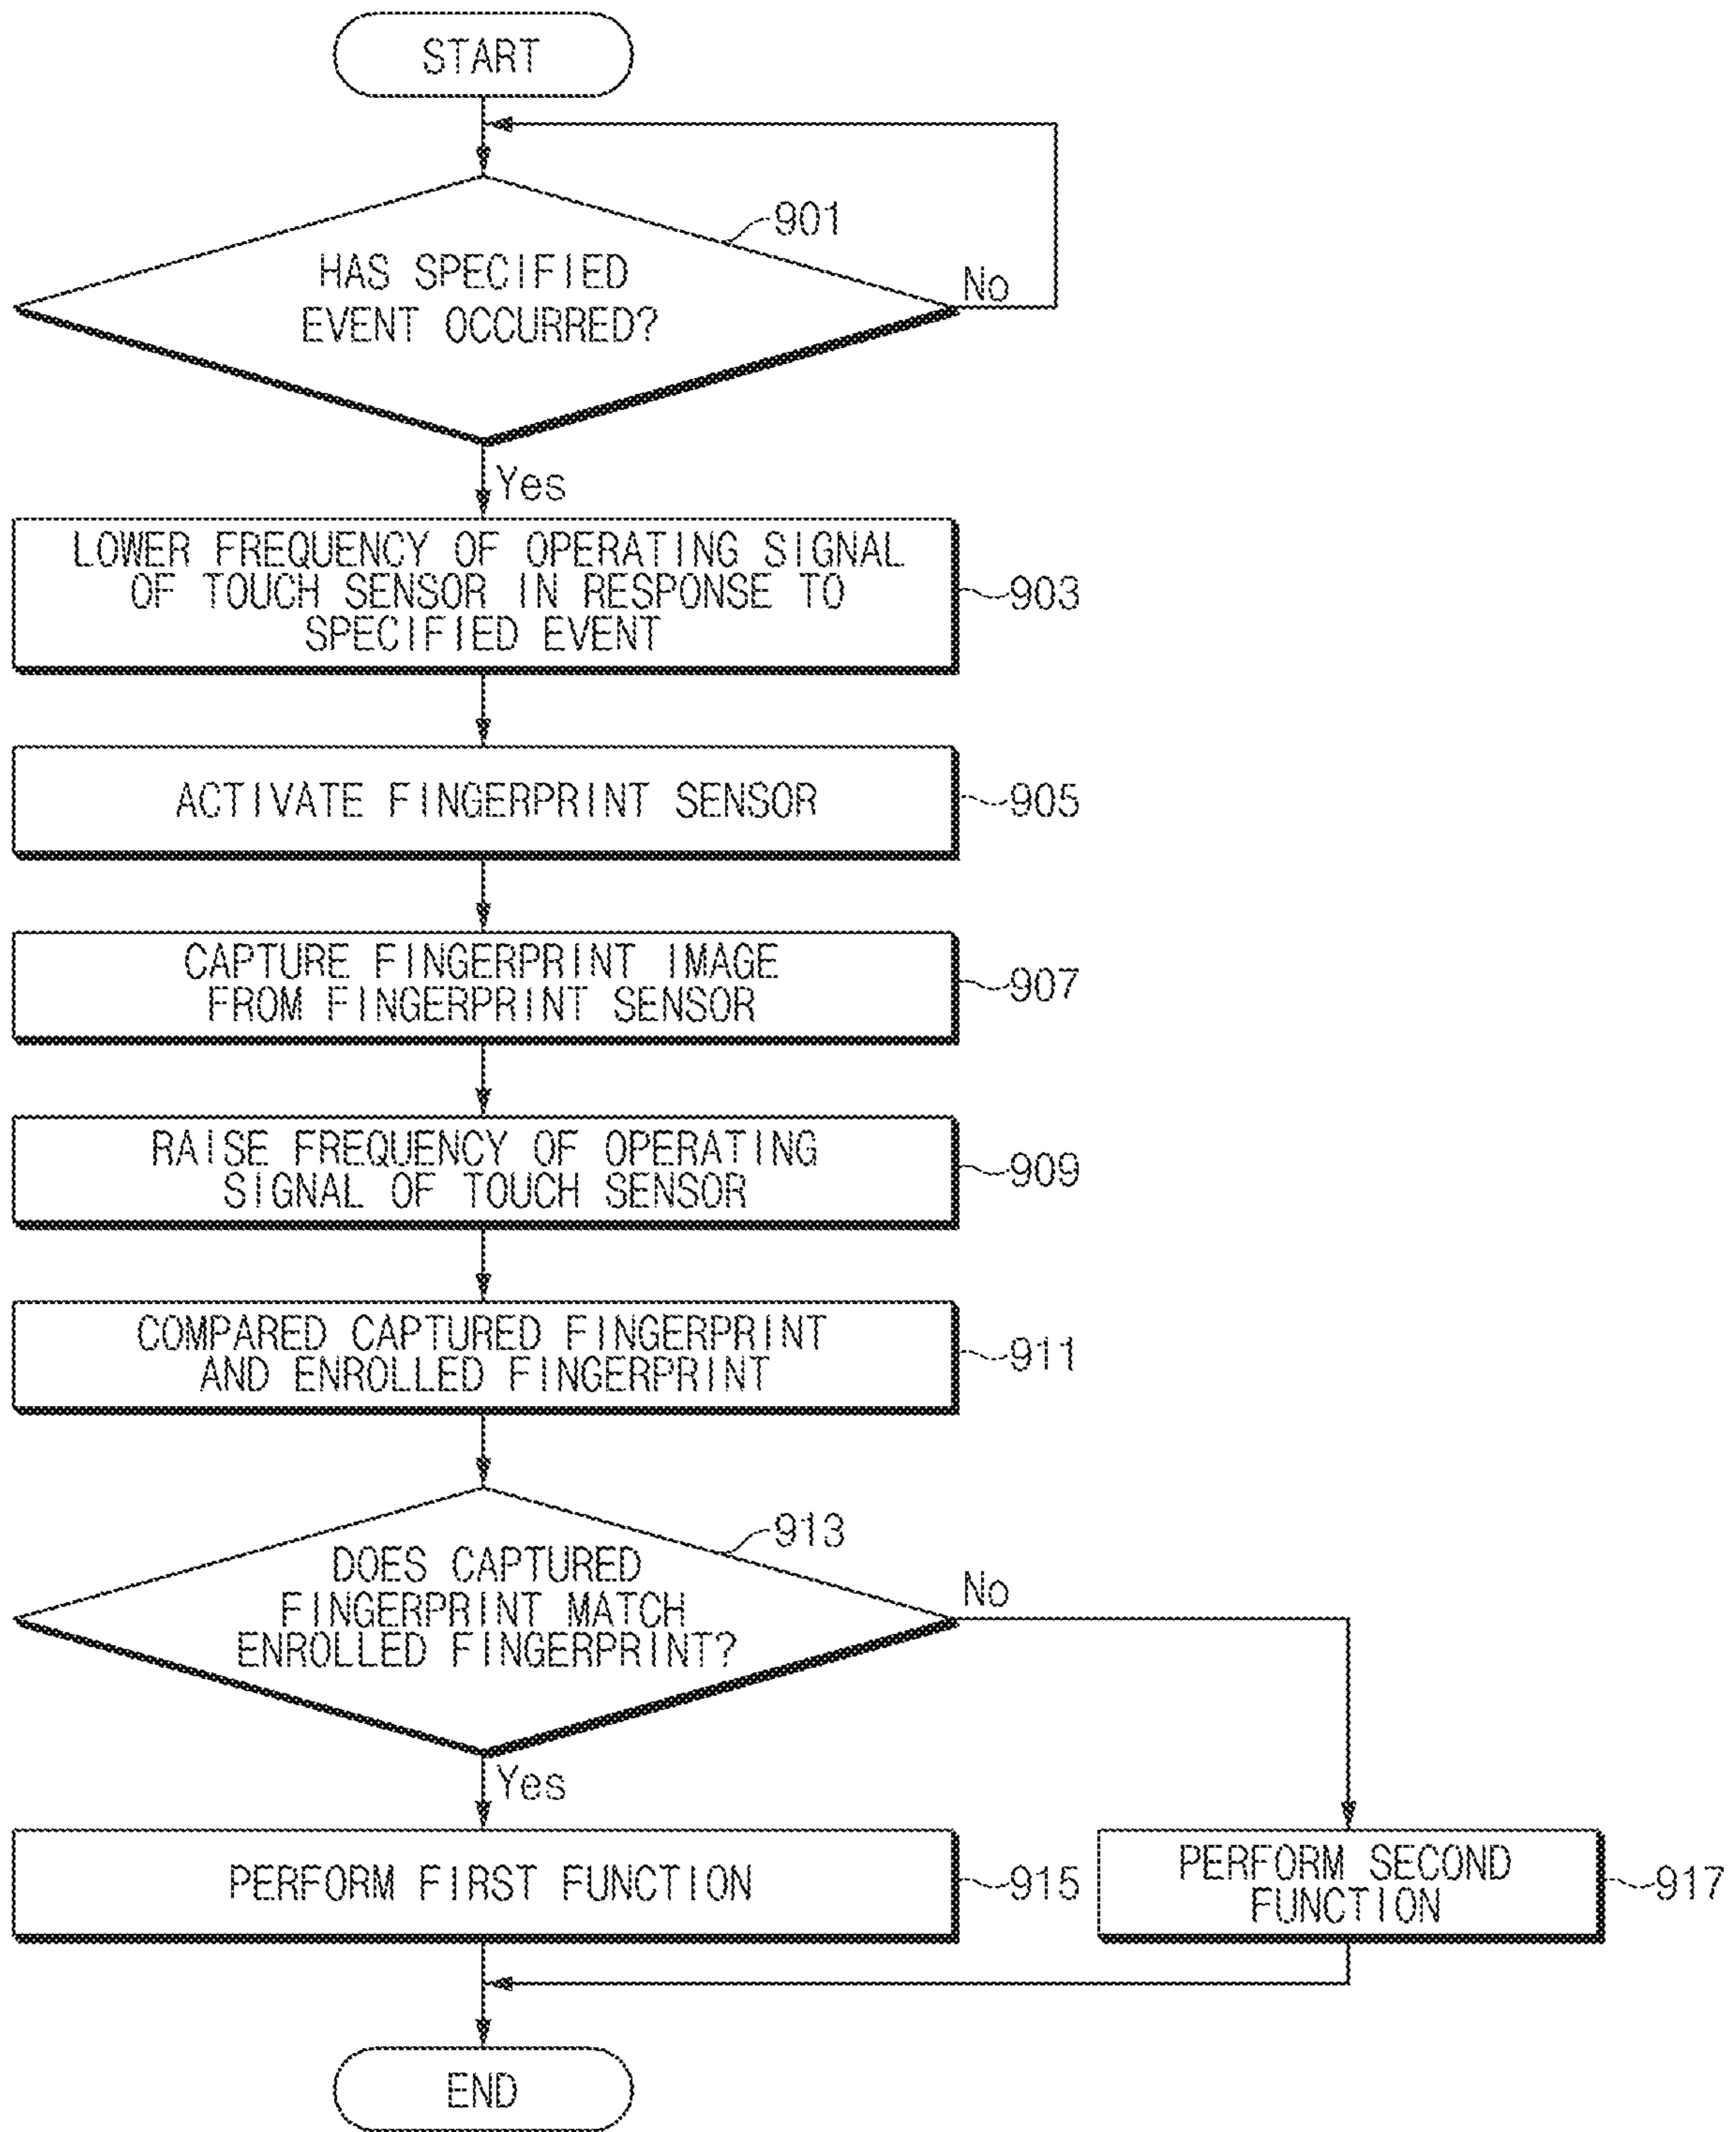 START
901
HAS SPECIFIED
EVENT OCCURRED?
No
Yes
LOWER FREQUENCY OF OPERATING SIGNAL
OF TOUCH SENSOR IN RESPONSE TO
SPECIFIED EVENT
903
ACTIVATE FINGERPRINT SENSOR
905
CAPTURE FINGERPRINT IMAGE
FROM FINGERPRINT SENSOR
907
RAISE FREQUENCY OF OPERATING
SIGNAL OF TOUCH SENSOR
909
COMPARED CAPTURED FINGERPRINT
AND ENROLLED FINGERPRINT
911
913
DOES CAPTURED
FINGERPRINT MATCH
ENROLLED FINGERPRINT?
No
Yes
PERFORM FIRST FUNCTION
915
PERFORM SECOND
FUNCTION
917
END